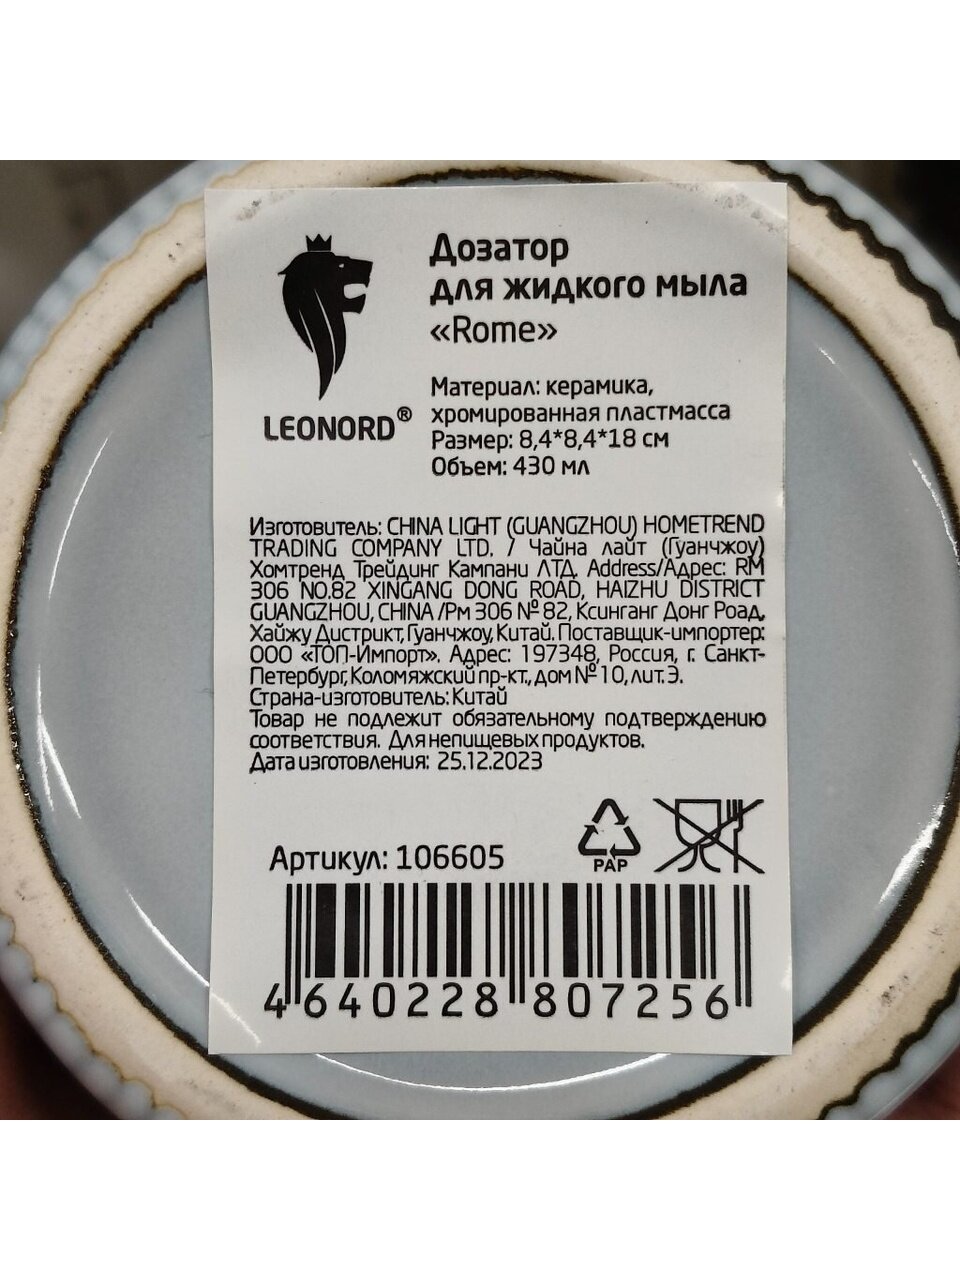 Дозатор
для жидкого мыла
«Rome»
LEONORD®
Материал: керамика,
хромированная пластмасса
Размер: 8,4*8,4*18 см
Объем: 430 мл
Изготовитель: CHINA LIGHT (GUANGZHOU) HOMETREND
TRADING COMPANY LTD. / Чайна лайт (Гуанчжоу)
Хомтренд Трейдинг Кампани ЛТД. Address/Адрес: RM
306 NO.82 XINGANG DONG ROAD, HAIZHU DISTRICT
GUANGZHOU, CHINA /Рм 306 № 82, Ксинганг Донг Роад,
Хайжу Дистрикт, Гуанчжоу, Китай. Поставщик-импортер:
ООО «ТОП-Импорт». Адрес: 197348, Россия, г. Санкт-
Петербург, Коломяжский пр-кт., дом № 10, лит. Э.
Страна-изготовитель: Китай
Товар не подлежит обязательному подтверждению
соответствия. Для непищевых продуктов.
Дата изготовления: 25.12.2023
Артикул: 106605
PAP
4 640228 807256